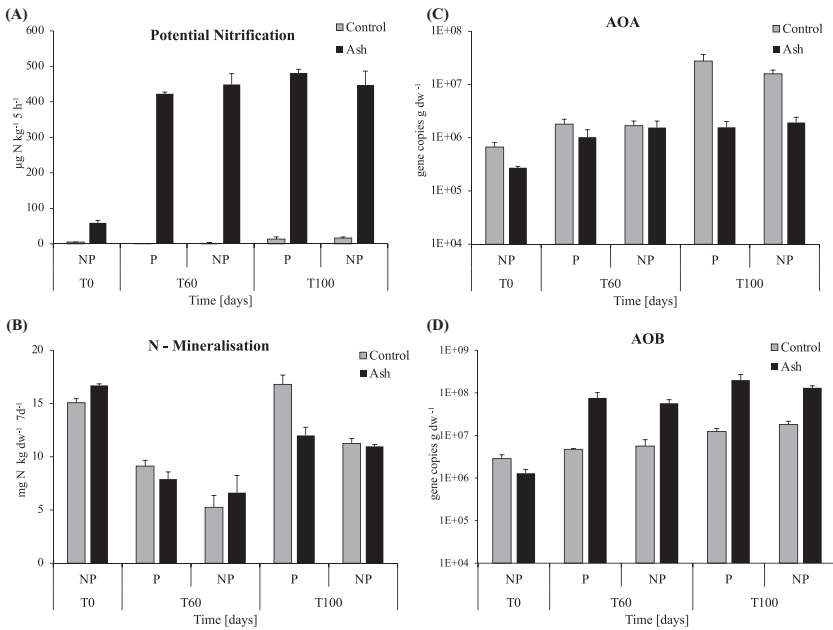 (A)
Potential Nitrification
Control
Ash
600
500
400
300
200
100
0
µg N kg-¹ 5 h-¹
NP P NP P NP
T0 T60 T100
Time [days]
(C)
AOA
Control
Ash
1E+08
1E+07
1E+06
1E+05
1E+04
gene copies g dw -¹
NP P NP P NP
T0 T60 T100
Time [days]
(B)
N - Mineralisation
Control
Ash
20
15
10
5
0
mg N kg dw-¹ 7d-¹
NP P NP P NP
T0 T60 T100
Time [days]
(D)
AOB
Control
Ash
1E+09
1E+08
1E+07
1E+06
1E+05
1E+04
gene copies g dw -¹
NP P NP P NP
T0 T60 T100
Time [days]